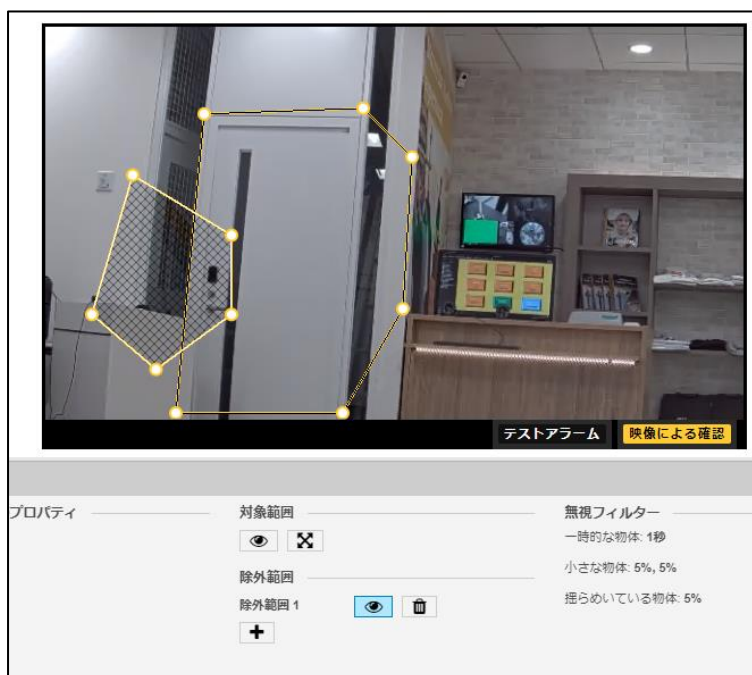 テストアラーム 映像による確認
プロパティ
対象範囲
無視フィルター
一時的な物体: 1秒
除外範囲
小さな物体: 5%, 5%
除外範囲 1
揺らめいている物体: 5%